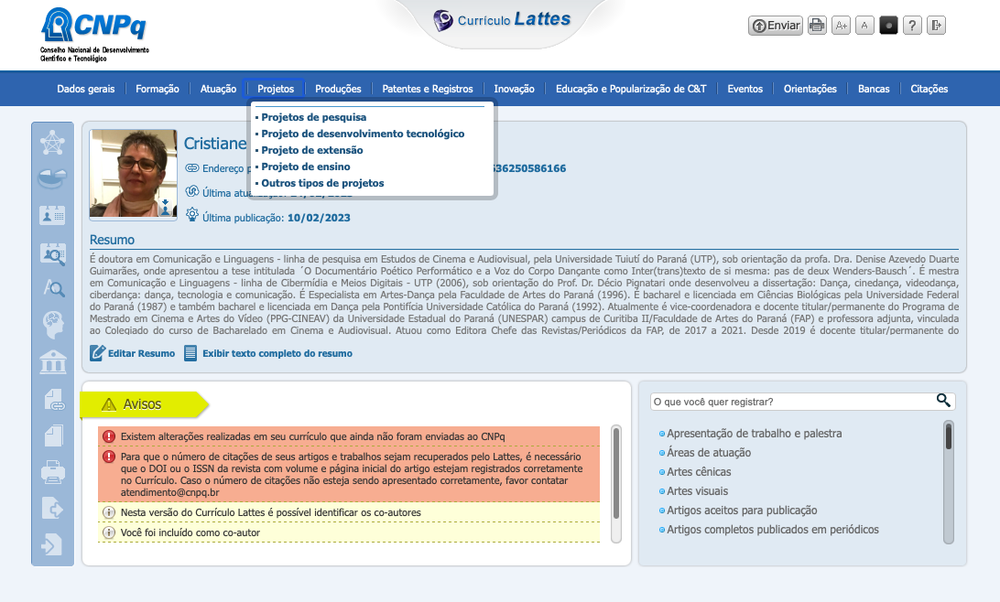 CNPq
Conselho Nacional de Desenvolvimento
Científico e Tecnológico
Currículo Lattes
Enviar
A+
A
?
Dados gerais
Formação
Atuação
Projetos
Produções
Patentes e Registros
Inovação
Educação e Popularização de C&T
Eventos
Orientações
Bancas
Citações
Projetos de pesquisa
Projeto de desenvolvimento tecnológico
Projeto de extensão
Projeto de ensino
Outros tipos de projetos
Cristiane
Endereço
636250586166
Última
Última publicação: 10/02/2023
Resumo
É doutora em Comunicação e Linguagens - linha de pesquisa em Estudos de Cinema e Audiovisual, pela Universidade Tuiutí do Paraná (UTP), sob orientação da profa. Dra. Denise Azevedo Duarte
Guimarães, onde apresentou a tese intitulada ´O Documentário Poético Performático e a Voz do Corpo Dançante como Inter(trans)texto de si mesma: pas de deux Wenders-Bausch´. É mestra
em Comunicação e Linguagens - linha de Cibermídia e Meios Digitais - UTP (2006), sob orientação do Prof. Dr. Décio Pignatari onde desenvolveu a dissertação: Dança, cinedança, videodança,
ciberdança: dança, tecnologia e comunicação. É Especialista em Artes-Dança pela Faculdade de Artes do Paraná (1996). É bacharel e licenciada em Ciências Biológicas pela Universidade Federal
do Paraná (1987) e também bacharel e licenciada em Dança pela Pontifícia Universidade Católica do Paraná (1992). Atualmente é vice-coordenadora e docente titular/permanente do Programa de
Mestrado em Cinema e Artes do Vídeo (PPG-CINEAV) da Universidade Estadual do Paraná (UNESPAR) campus de Curitiba II/Faculdade de Artes do Paraná (FAP) e professora adjunta, vinculada
ao Colegiado do curso de Bacharelado em Cinema e Audiovisual. Atuou como Editora Chefe das Revistas/Periódicos da FAP, de 2017 a 2021. Desde 2019 é docente titular/permanente do
Editar Resumo
Exibir texto completo do resumo
Avisos
Existem alterações realizadas em seu currículo que ainda não foram enviadas ao CNPq
Para que o número de citações de seus artigos e trabalhos sejam recuperados pelo Lattes, é necessário
que o DOI ou o ISSN da revista com volume e página inicial do artigo estejam registrados corretamente
no Currículo. Caso o número de citações não esteja sendo apresentado corretamente, favor contatar
atendimento@cnpq.br
Nesta versão do Currículo Lattes é possível identificar os co-autores
Você foi incluído como co-autor
O que você quer registrar?
Apresentação de trabalho e palestra
Áreas de atuação
Artes cênicas
Artes visuais
Artigos aceitos para publicação
Artigos completos publicados em periódicos